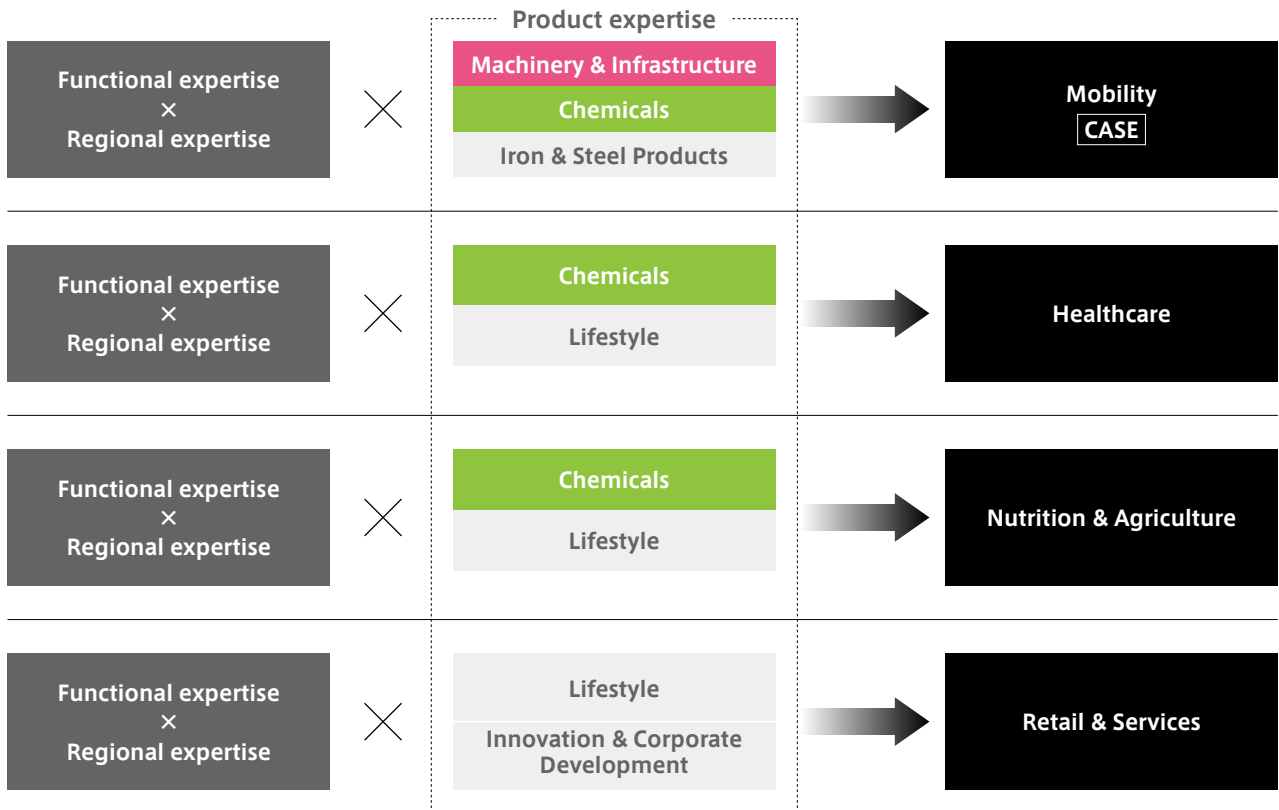 Product expertise
Functional expertise
×
Regional expertise
×
Machinery & Infrastructure
Chemicals
Iron & Steel Products
Mobility
CASE
Functional expertise
×
Regional expertise
×
Chemicals
Lifestyle
Healthcare
Functional expertise
×
Regional expertise
×
Chemicals
Lifestyle
Nutrition & Agriculture
Functional expertise
×
Regional expertise
×
Lifestyle
Innovation & Corporate
Development
Retail & Services